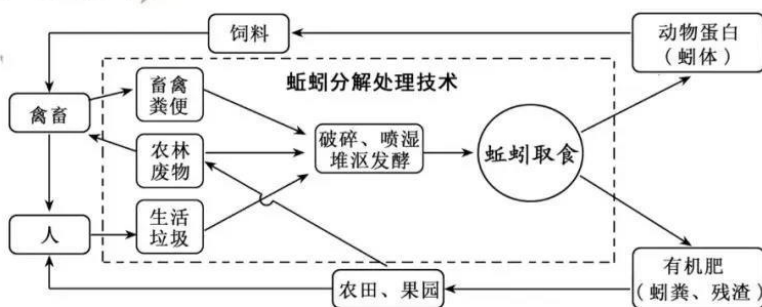 饲料
动物蛋白
（蚓体）
蚯蚓分解处理技术
畜禽
粪便
禽畜
农林
废物
破碎、喷湿
堆沤发酵
蚯蚓取食
生活
垃圾
人
农田、果园
有机肥
（蚓粪、残渣）